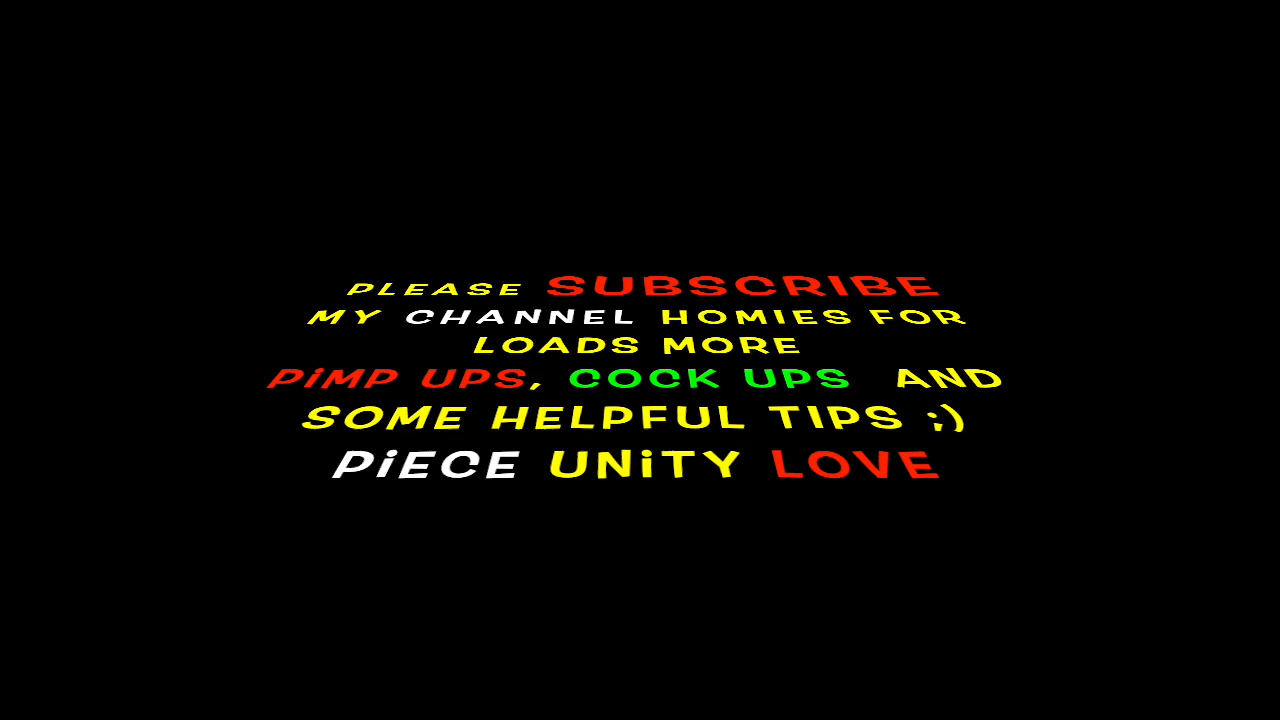 PLEASE SUBSCRIBE
MY CHANNEL HOMIES FOR
LOADS MORE
PiMP UPS, COCK UPS AND
SOME HELPFUL TIPS ;)
PiECE UNiTY LOVE